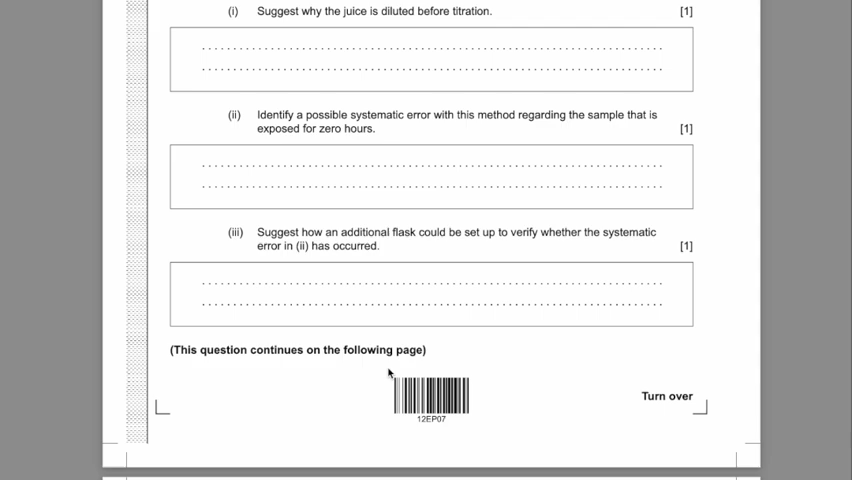 (i) Suggest why the juice is diluted before titration. [1]
(ii) Identify a possible systematic error with this method regarding the sample that is
exposed for zero hours. [1]
(iii) Suggest how an additional flask could be set up to verify whether the systematic
error in (ii) has occurred. [1]
(This question continues on the following page)
Turn over
12EP07